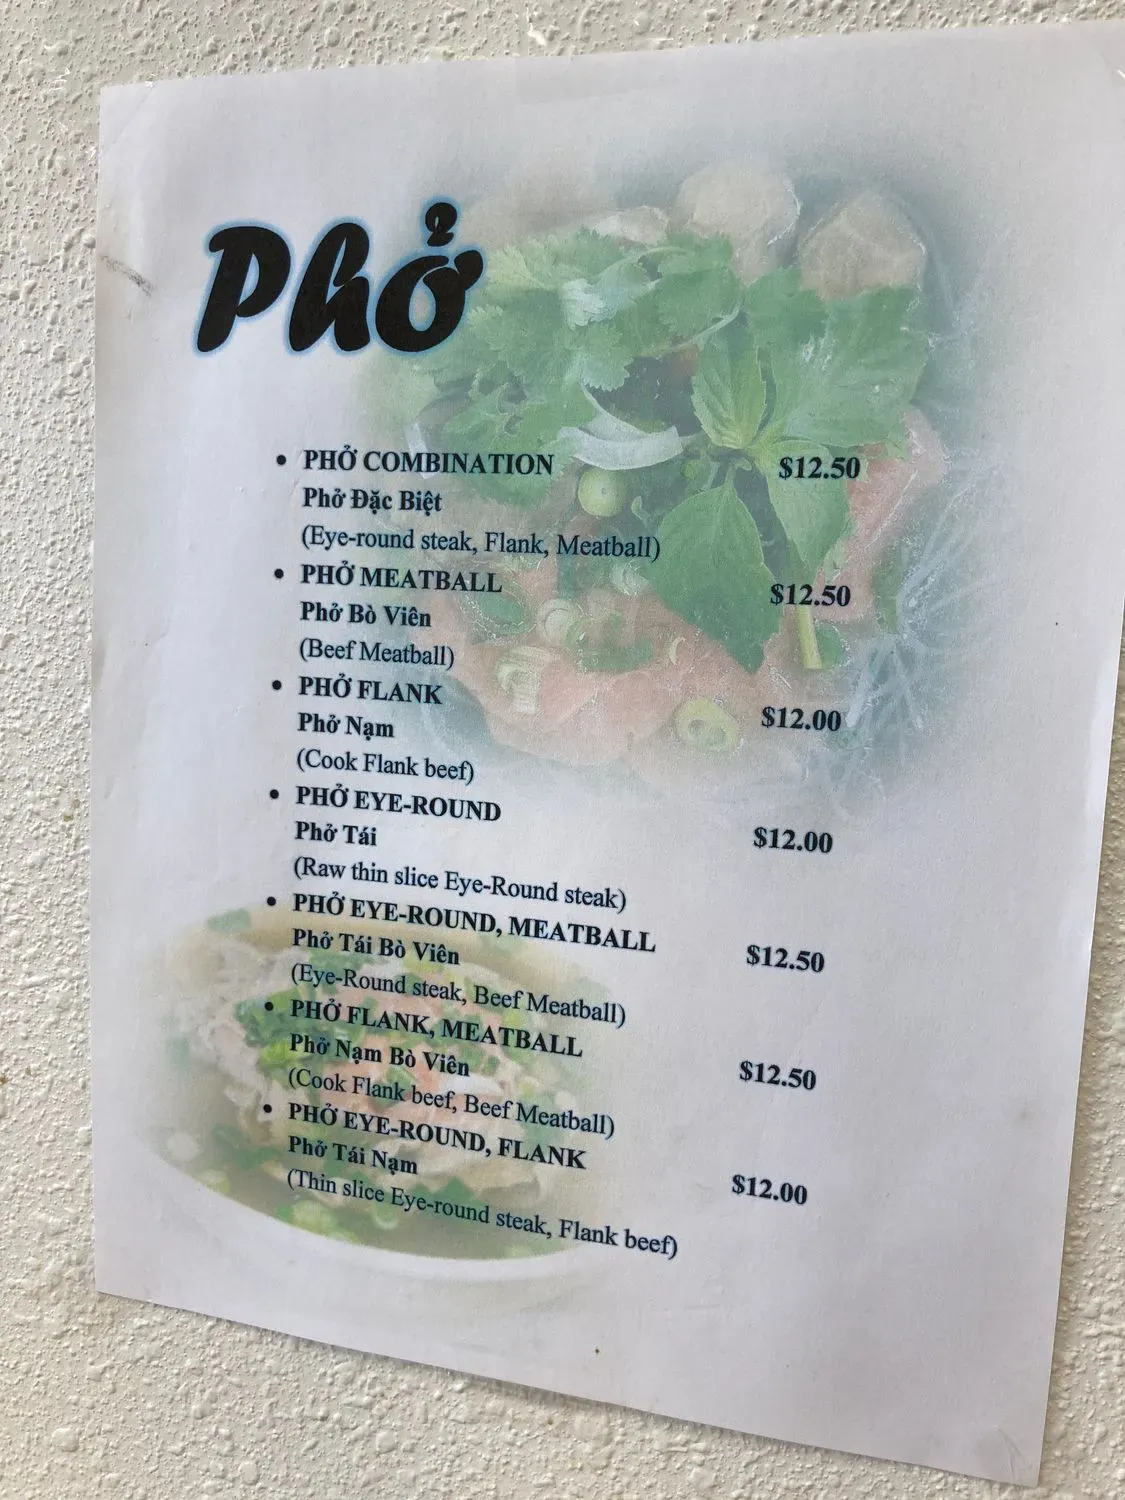 Phở
• PHỞ COMBINATION $12.50
Phở Đặc Biệt
(Eye-round steak, Flank, Meatball)
• PHỞ MEATBALL $12.50
Phở Bò Viên
(Beef Meatball)
• PHỞ FLANK $12.00
Phở Nạm
(Cook Flank beef)
• PHỞ EYE-ROUND $12.00
Phở Tái
(Raw thin slice Eye-Round steak)
• PHỞ EYE-ROUND, MEATBALL $12.50
Phở Tái Bò Viên
(Eye-Round steak, Beef Meatball)
• PHỞ FLANK, MEATBALL $12.50
Phở Nạm Bò Viên
(Cook Flank beef, Beef Meatball)
• PHỞ EYE-ROUND, FLANK $12.00
Phở Tái Nạm
(Thin slice Eye-round steak, Flank beef)